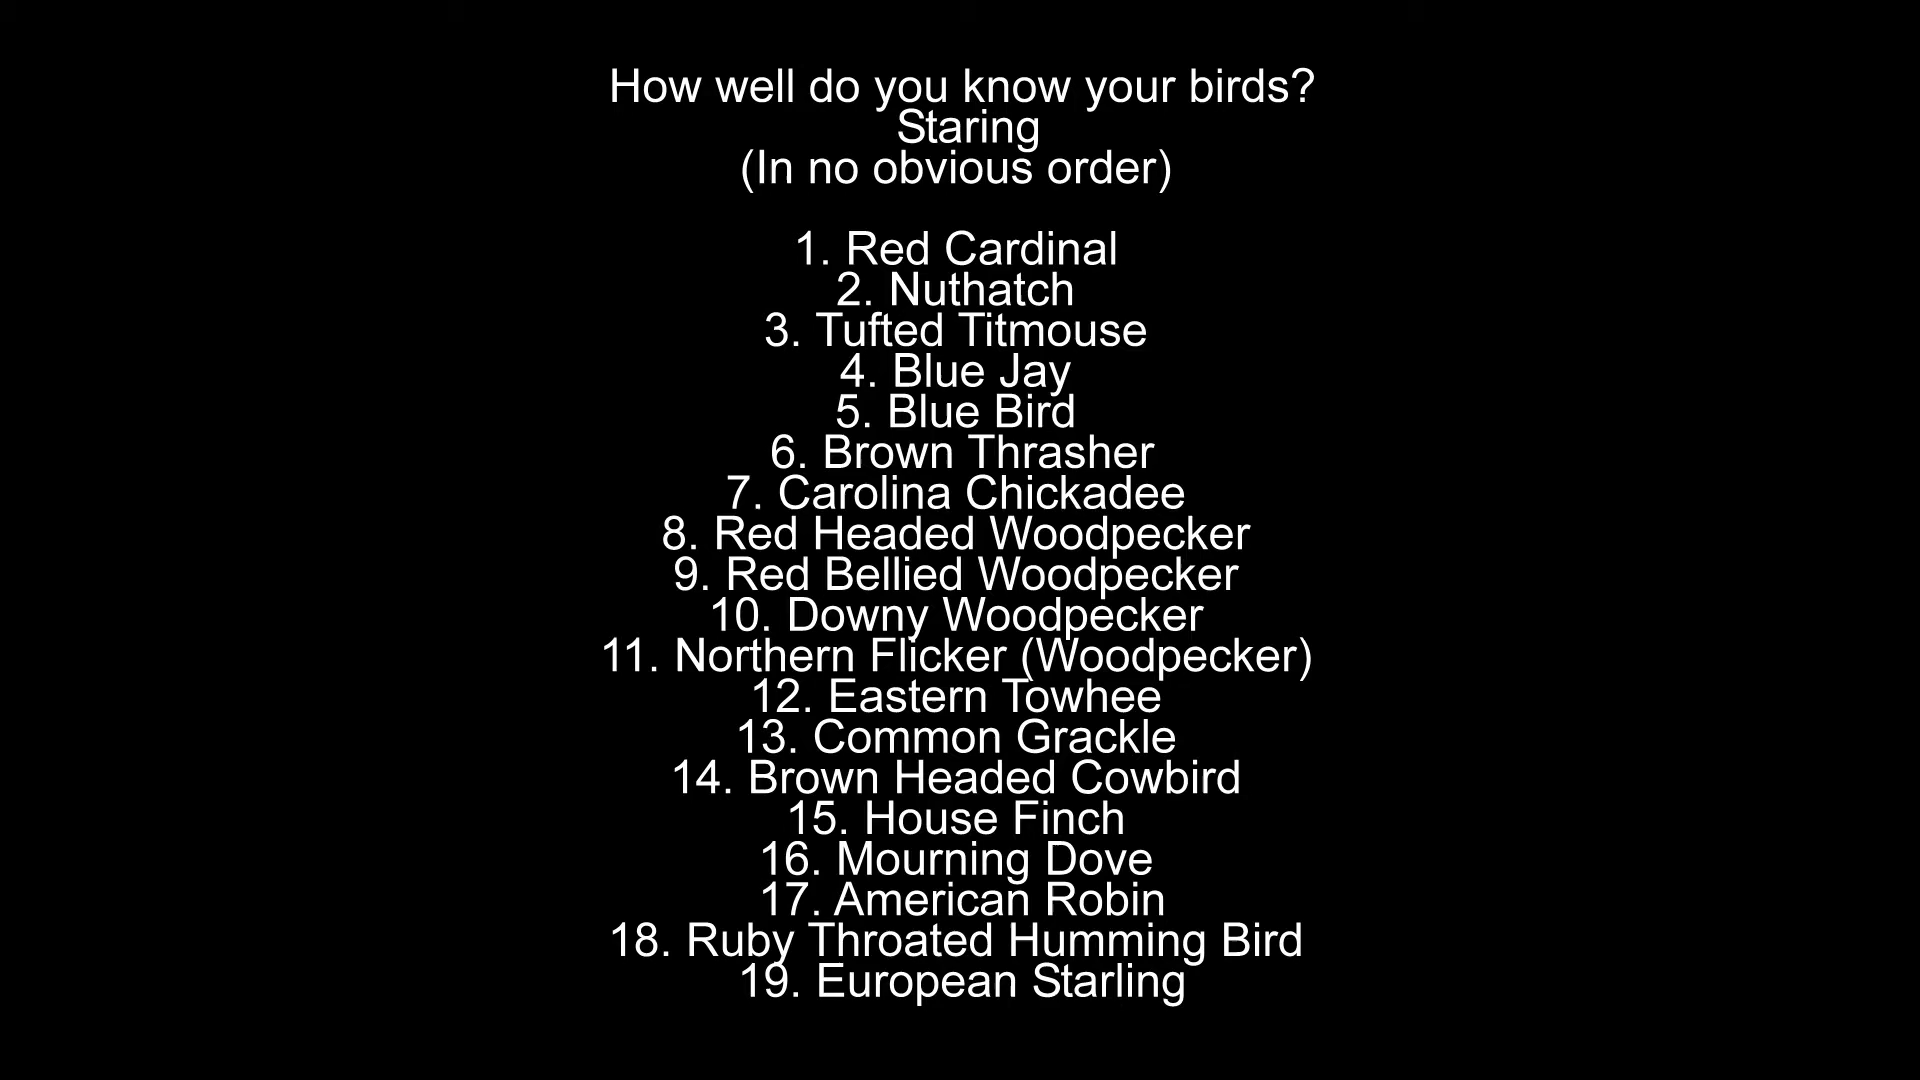 How well do you know your birds?
Staring
(In no obvious order)
1. Red Cardinal
2. Nuthatch
3. Tufted Titmouse
4. Blue Jay
5. Blue Bird
6. Brown Thrasher
7. Carolina Chickadee
8. Red Headed Woodpecker
9. Red Bellied Woodpecker
10. Downy Woodpecker
11. Northern Flicker (Woodpecker)
12. Eastern Towhee
13. Common Grackle
14. Brown Headed Cowbird
15. House Finch
16. Mourning Dove
17. American Robin
18. Ruby Throated Humming Bird
19. European Starling